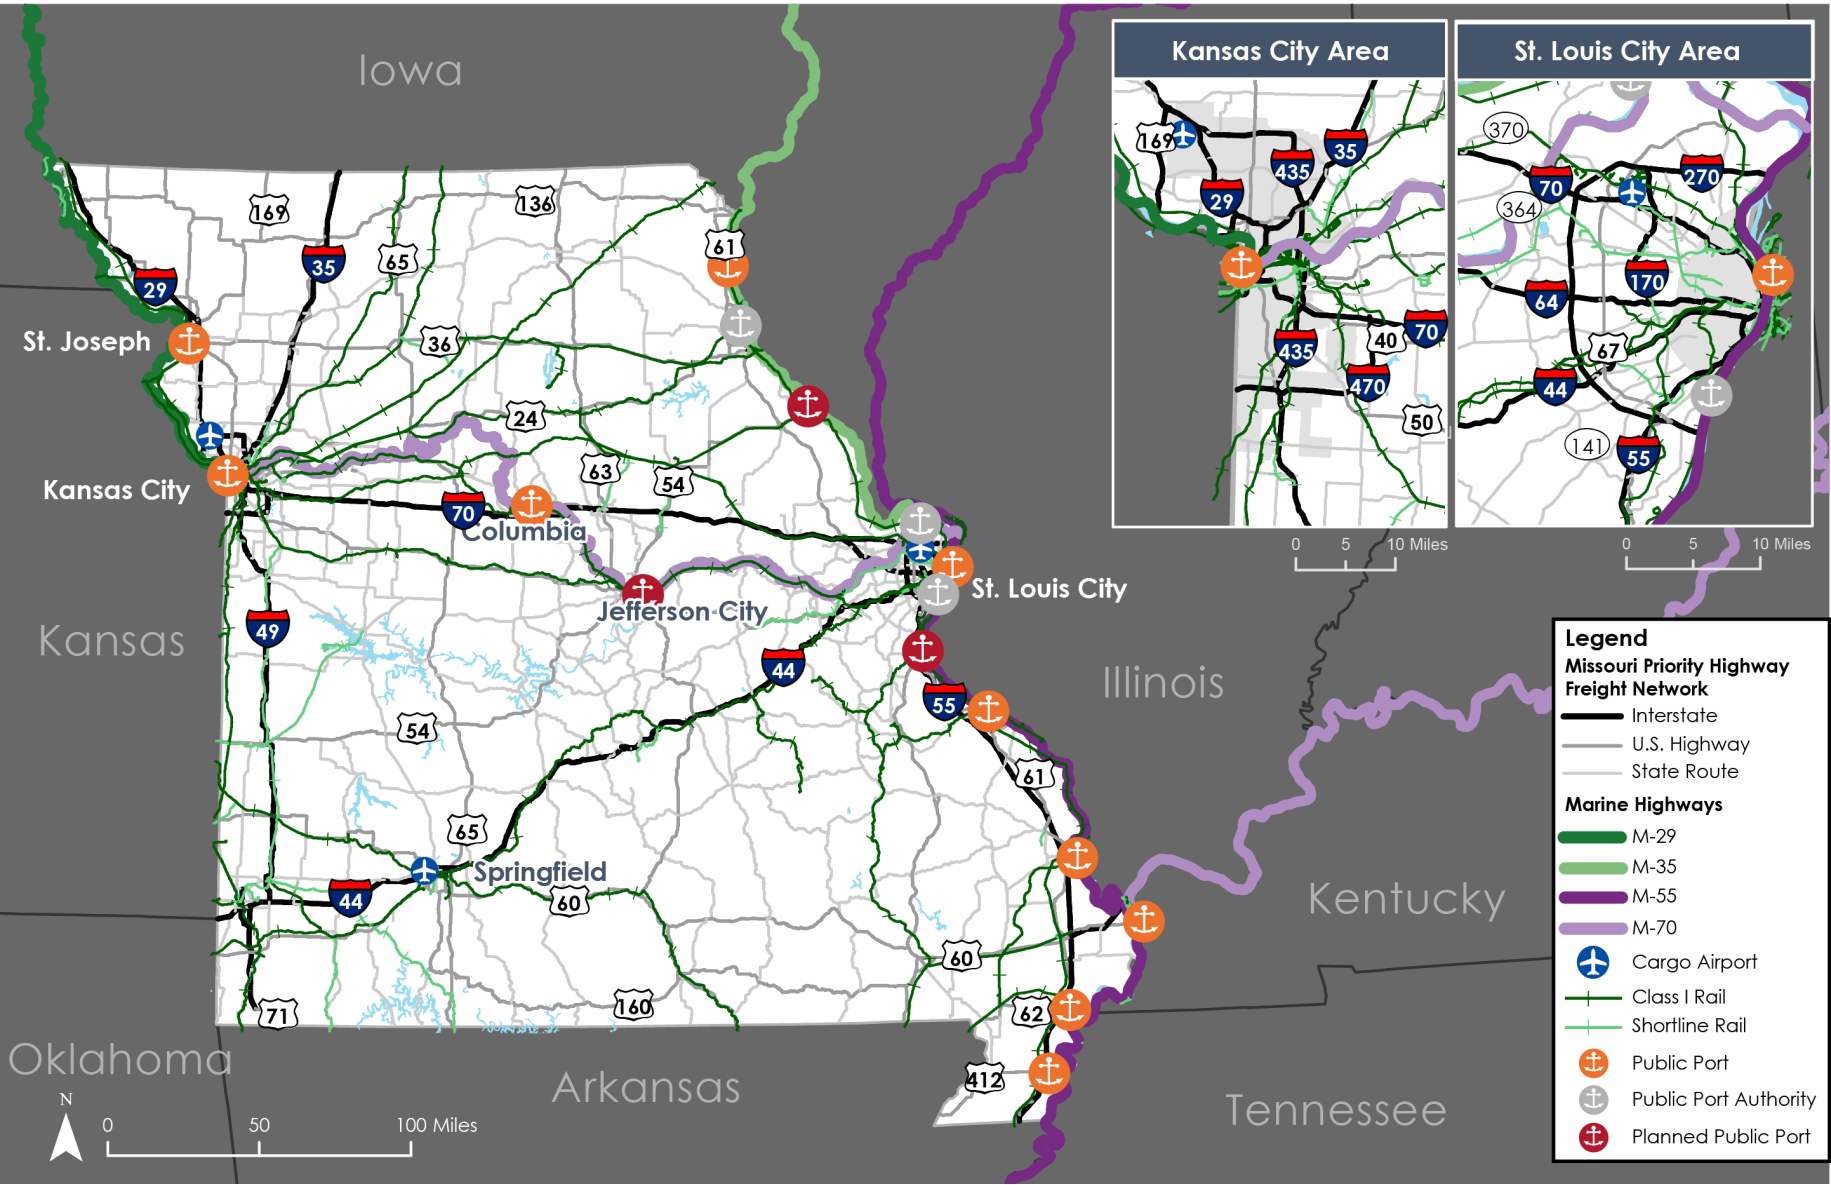 Iowa
Kansas City Area
St. Louis City Area
169
35
435
29
435
40
70
470
50
0 5 10 Miles
370
70
270
364
64
170
67
44
141
55
0 5 10 Miles
169
136
61
35
65
29
St. Joseph
36
24
Kansas City
63
54
70
Columbia
St. Louis City
Jefferson City
49
Kansas
44
Illinois
55
54
61
65
Springfield
44
60
Kentucky
60
71
160
62
Oklahoma
Arkansas
412
Tennessee
N
0 50 100 Miles
Legend
Missouri Priority Highway
Freight Network
Interstate
U.S. Highway
State Route
Marine Highways
M-29
M-35
M-55
M-70
Cargo Airport
Class I Rail
Shortline Rail
Public Port
Public Port Authority
Planned Public Port